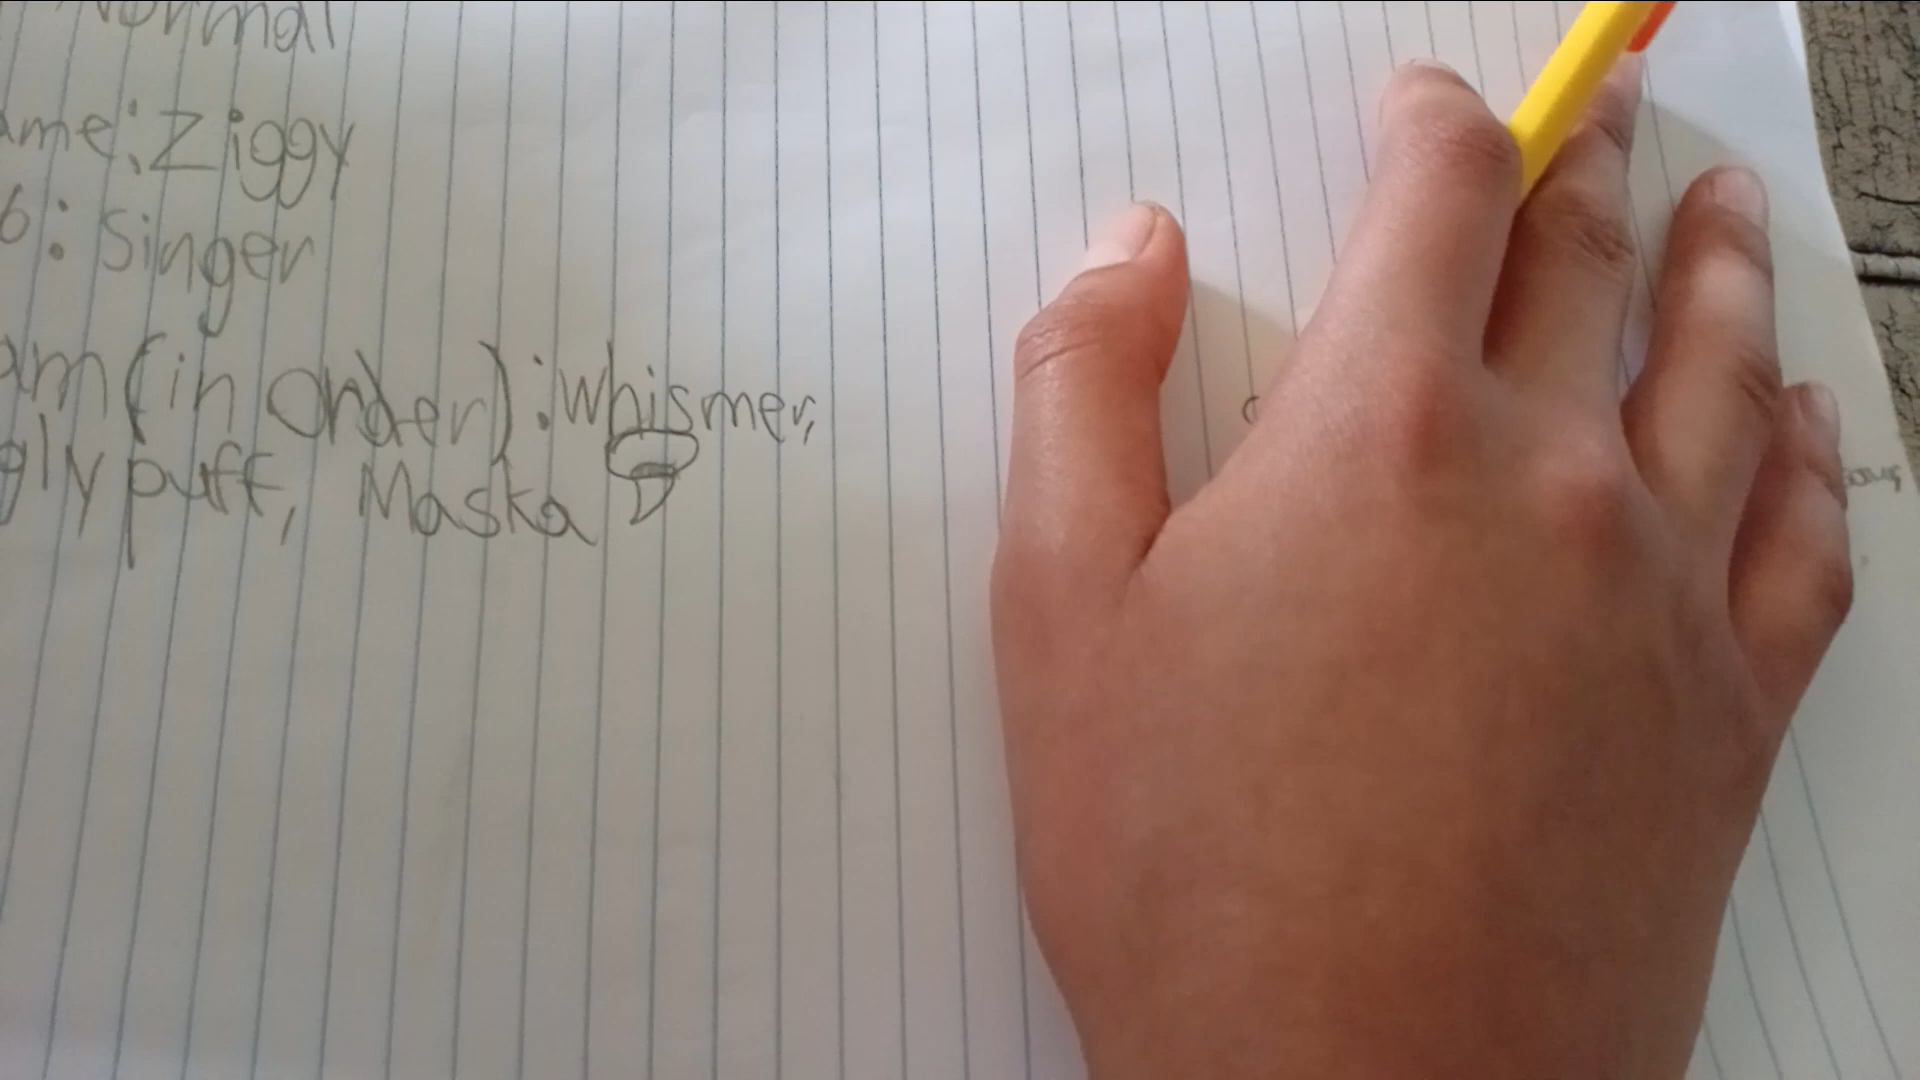 Normal
ame: Ziggy
6: Singer
am (in order): Whismer,
glypuff, Maska